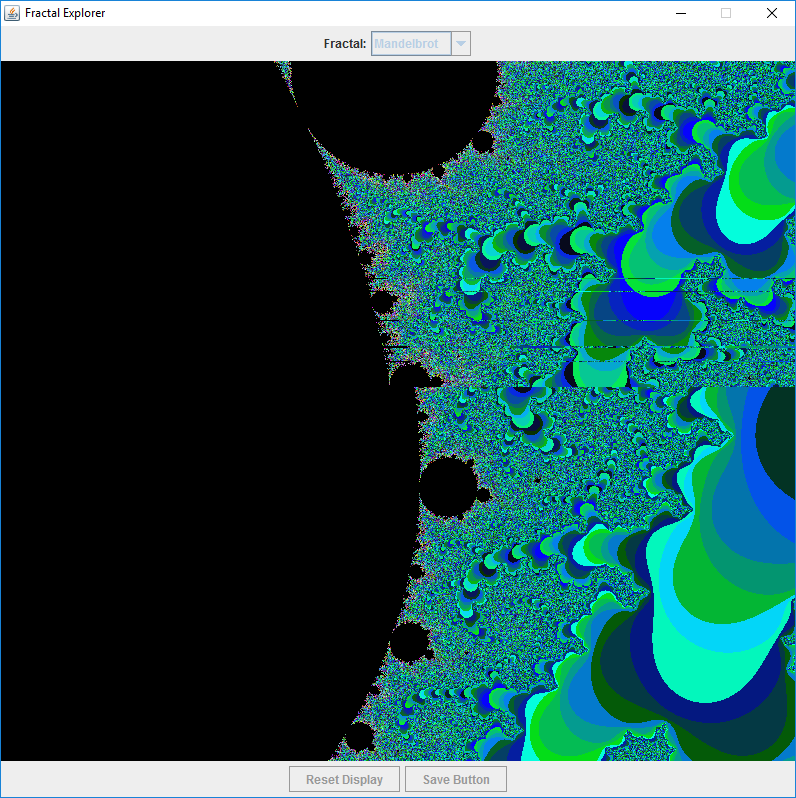 Fractal Explorer
Fractal: Mandelbrot
Reset Display Save Button